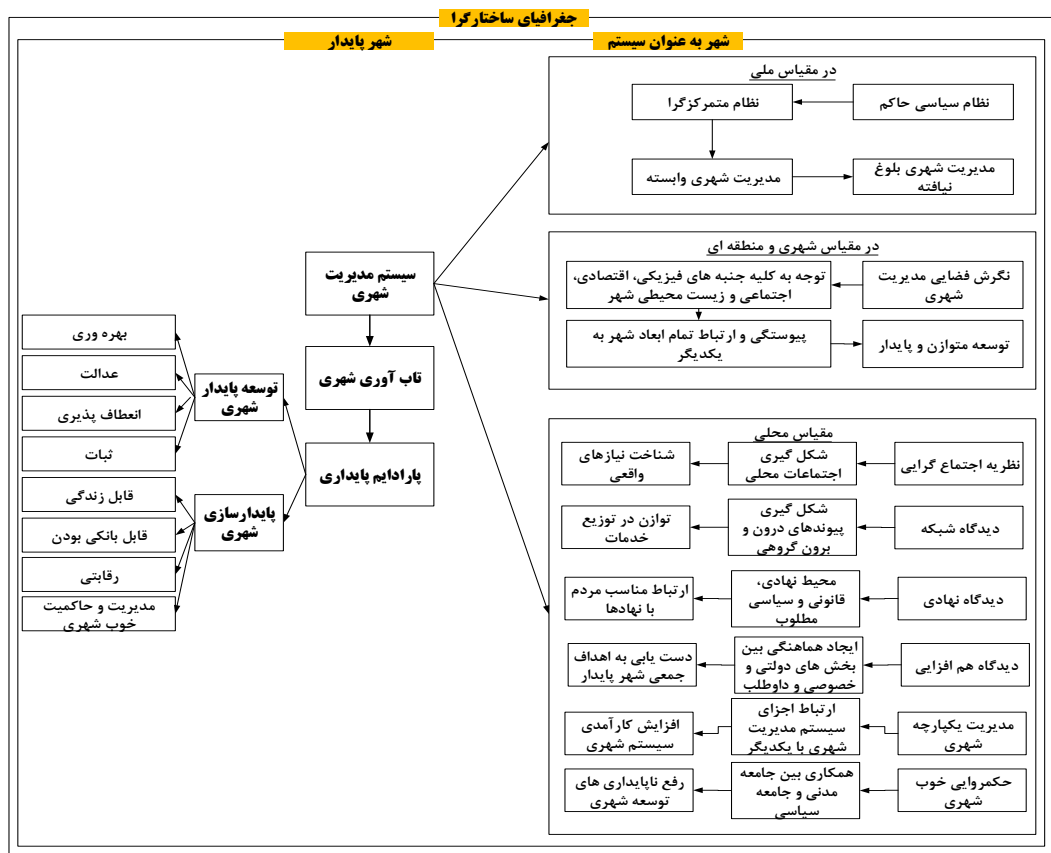 جغرافیای ساختارگرا
شهر به عنوان سیستم
شهر پایدار
در مقیاس ملی
نظام سیاسی حاکم
نظام متمرکزگرا
مدیریت شهری وابسته
مدیریت شهری بلوغ
نیافته
در مقیاس شهری و منطقه ای
نگرش فضایی مدیریت
شهری
توجه به کلیه جنبه های فیزیکی، اقتصادی،
اجتماعی و زیست محیطی شهر
پیوستگی و ارتباط تمام ابعاد شهر به
یکدیگر
توسعه متوازن و پایدار
مقیاس محلی
نظریه اجتماع گرایی
شکل گیری
اجتماعات محلی
شناخت نیازهای
واقعی
دیدگاه شبکه
شکل گیری
پیوندهای درون و
برون گروهی
توازن در توزیع
خدمات
دیدگاه نهادی
محیط نهادی،
قانونی و سیاسی
مطلوب
ارتباط مناسب مردم
با نهادها
دیدگاه هم افزایی
ایجاد هماهنگی بین
بخش های دولتی و
خصوصی و داوطلب
دست یابی به اهداف
جمعی شهر پایدار
مدیریت یکپارچه
شهری
ارتباط اجزای
سیستم مدیریت
شهری با یکدیگر
افزایش کارآمدی
سیستم شهری
حکمروایی خوب
شهری
همکاری بین جامعه
مدنی و جامعه
سیاسی
رفع ناپایداری های
توسعه شهری
سیستم مدیریت
شهری
تاب آوری شهری
پارادایم پایداری
توسعه پایدار
شهری
بهره وری
عدالت
انعطاف پذیری
ثبات
پایدارسازی
شهری
قابل زندگی
قابل بانکی بودن
رقابتی
مدیریت و حاکمیت
خوب شهری